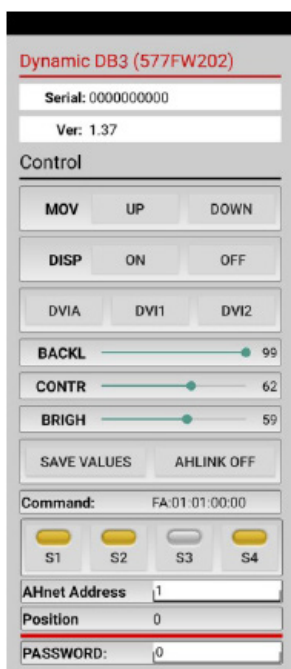 Dynamic DB3 (577FW202)
Serial: 0000000000
Ver: 1.37
Control
MOV UP DOWN
DISP ON OFF
DVIA DVI1 DVI2
BACKL 99
CONTR 62
BRIGH 59
SAVE VALUES AHLINK OFF
Command: FA:01:01:00:00
S1 S2 S3 S4
AHnet Address 1
Position 0
PASSWORD: 0